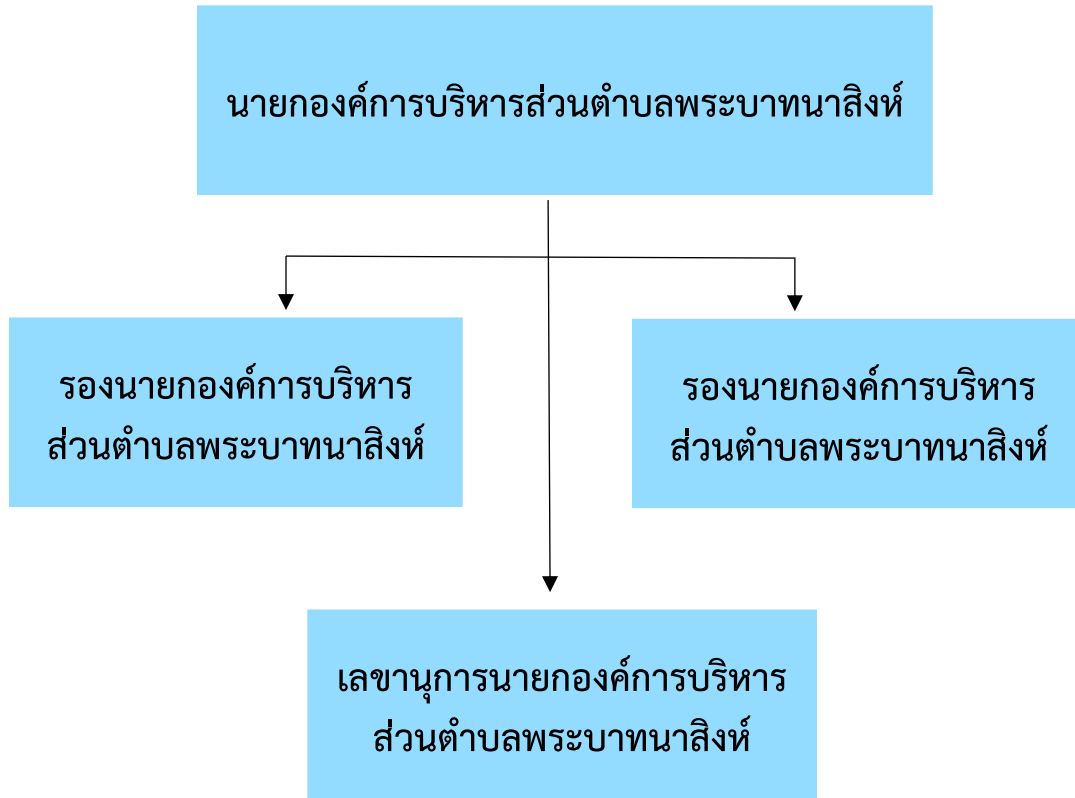 นายกองค์การบริหารส่วนตำบลพระบาทนาสิงห์
รองนายกองค์การบริหาร
ส่วนตำบลพระบาทนาสิงห์
รองนายกองค์การบริหาร
ส่วนตำบลพระบาทนาสิงห์
เลขานุการนายกองค์การบริหาร
ส่วนตำบลพระบาทนาสิงห์